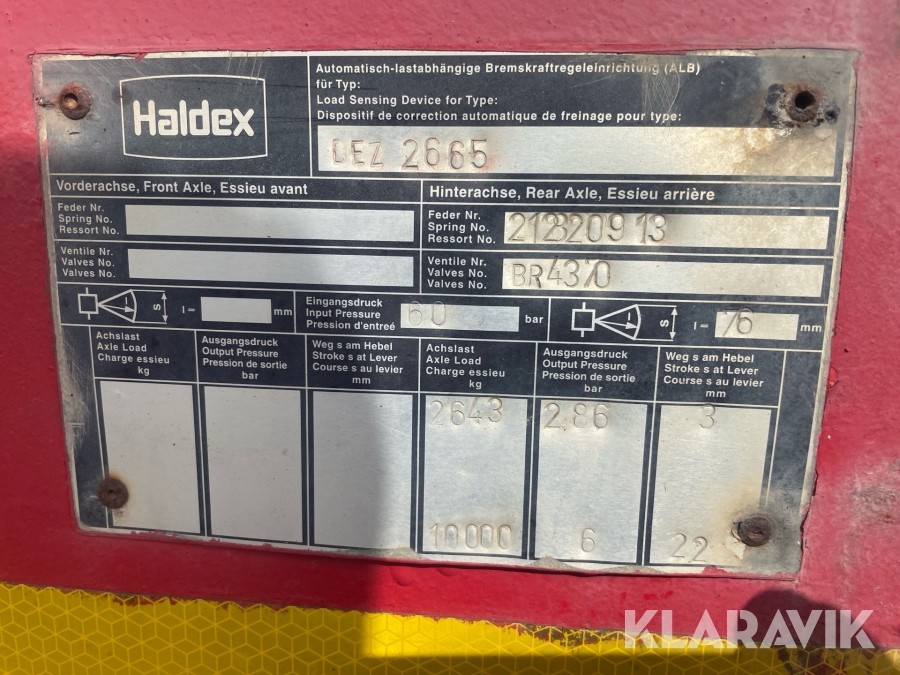 Haldex
Automatisch-lastabhängige Bremskraftregeleinrichtung (ALB)
für Typ:
Load Sensing Device for Type:
Dispositif de correction automatique de freinage pour type:
2665
Vorderachse, Front Axle, Essieu avant
Feder Nr.
Spring No.
Ressort No.
Ventile Nr.
Valves No.
Valves No.
Hinterachse, Rear Axle, Essieu arrière
Feder Nr.
Spring No.
Ressort No.
Ventile Nr.
Valves No.
Valves No.
S
l = mm
Eingangsdruck
Input Pressure
Pression d'entreé
60
bar
S
l = 76 mm
Achslast
Axle Load
Charge essieu
kg
Ausgangsdruck
Output Pressure
Pression de sortie
bar
Weg s am Hebel
Stroke s at Lever
Course s au levier
mm
Achslast
Axle Load
Charge essieu
kg
Ausgangsdruck
Output Pressure
Pression de sortie
bar
Weg s am Hebel
Stroke s at Lever
Course s au levier
mm
2643 2.86 3
10000 6 22
KLARAVIK